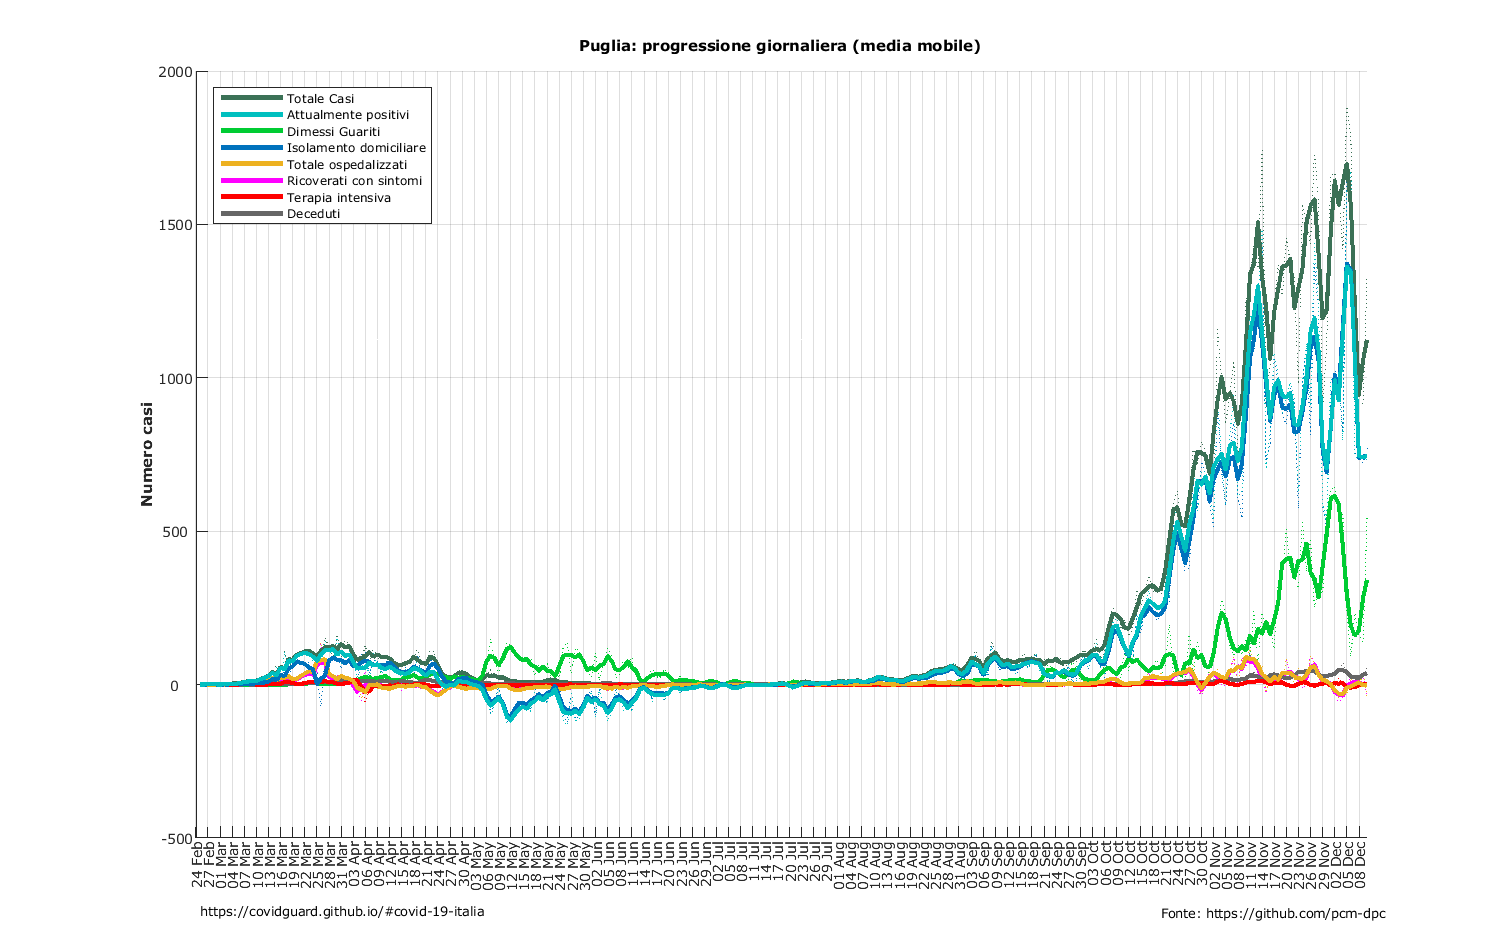 Puglia: progressione giornaliera (media mobile)
2000
1500
1000
500
0
-500
Numero casi
Totale Casi
Attualmente positivi
Dimessi Guariti
Isolamento domiciliare
Totale ospedalizzati
Ricoverati con sintomi
Terapia intensiva
Deceduti
24 Feb
27 Feb
01 Mar
04 Mar
07 Mar
10 Mar
13 Mar
16 Mar
19 Mar
22 Mar
25 Mar
28 Mar
31 Mar
03 Apr
06 Apr
09 Apr
12 Apr
15 Apr
18 Apr
21 Apr
24 Apr
27 Apr
30 Apr
03 May
06 May
09 May
12 May
15 May
18 May
21 May
24 May
27 May
30 May
02 Jun
05 Jun
08 Jun
11 Jun
14 Jun
17 Jun
20 Jun
23 Jun
26 Jun
29 Jun
02 Jul
05 Jul
08 Jul
11 Jul
14 Jul
17 Jul
20 Jul
23 Jul
26 Jul
29 Jul
01 Aug
04 Aug
07 Aug
10 Aug
13 Aug
16 Aug
19 Aug
22 Aug
25 Aug
28 Aug
31 Aug
03 Sep
06 Sep
09 Sep
12 Sep
15 Sep
18 Sep
21 Sep
24 Sep
27 Sep
30 Sep
03 Oct
06 Oct
09 Oct
12 Oct
15 Oct
18 Oct
21 Oct
24 Oct
27 Oct
30 Oct
02 Nov
05 Nov
08 Nov
11 Nov
14 Nov
17 Nov
20 Nov
23 Nov
26 Nov
29 Nov
02 Dec
05 Dec
08 Dec
https://covidguard.github.io/#covid-19-italia
Fonte: https://github.com/pcm-dpc